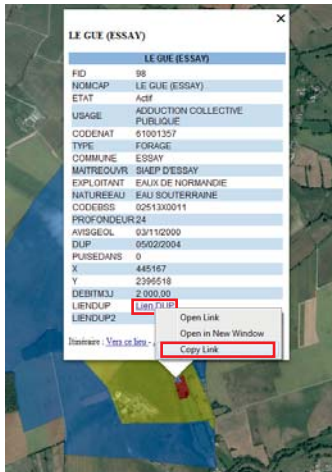 LE GUE (ESSAY)
LE GUE (ESSAY)
FID 98
NOMCAP LE GUE (ESSAY)
ETAT Actif
USAGE ADDUCTION COLLECTIVE PUBLIQUE
CODENAT 61001357
TYPE FORAGE
COMMUNE ESSAY
MAITREOUVR SIAEP D'ESSAY
EXPLOITANT EAUX DE NORMANDIE
NATUREEAU EAU SOUTERRAINE
CODEBSS 02513X0011
PROFONDEUR 24
AVISGEOL 03/11/2000
DUP 05/02/2004
PUISEDANS 0
X 445167
Y 2396518
DEBITM3J 2 000,00
LIENDUP Lien DUP
LIENDUP2
Open Link
Open in New Window
Copy Link
Itinéraire : Vers ce lieu -